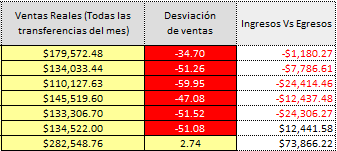 Ventas Reales (Todas las transferencias del mes) Desviación de ventas Ingresos Vs Egresos
$179,572.48 -34.70 -$1,180.27
$134,033.44 -51.26 -$7,786.61
$110,127.63 -59.95 -$24,414.46
$145,519.60 -47.08 -$12,437.48
$133,306.70 -51.52 -$24,306.27
$134,522.00 -51.08 $12,441.58
$282,548.76 2.74 $73,866.22